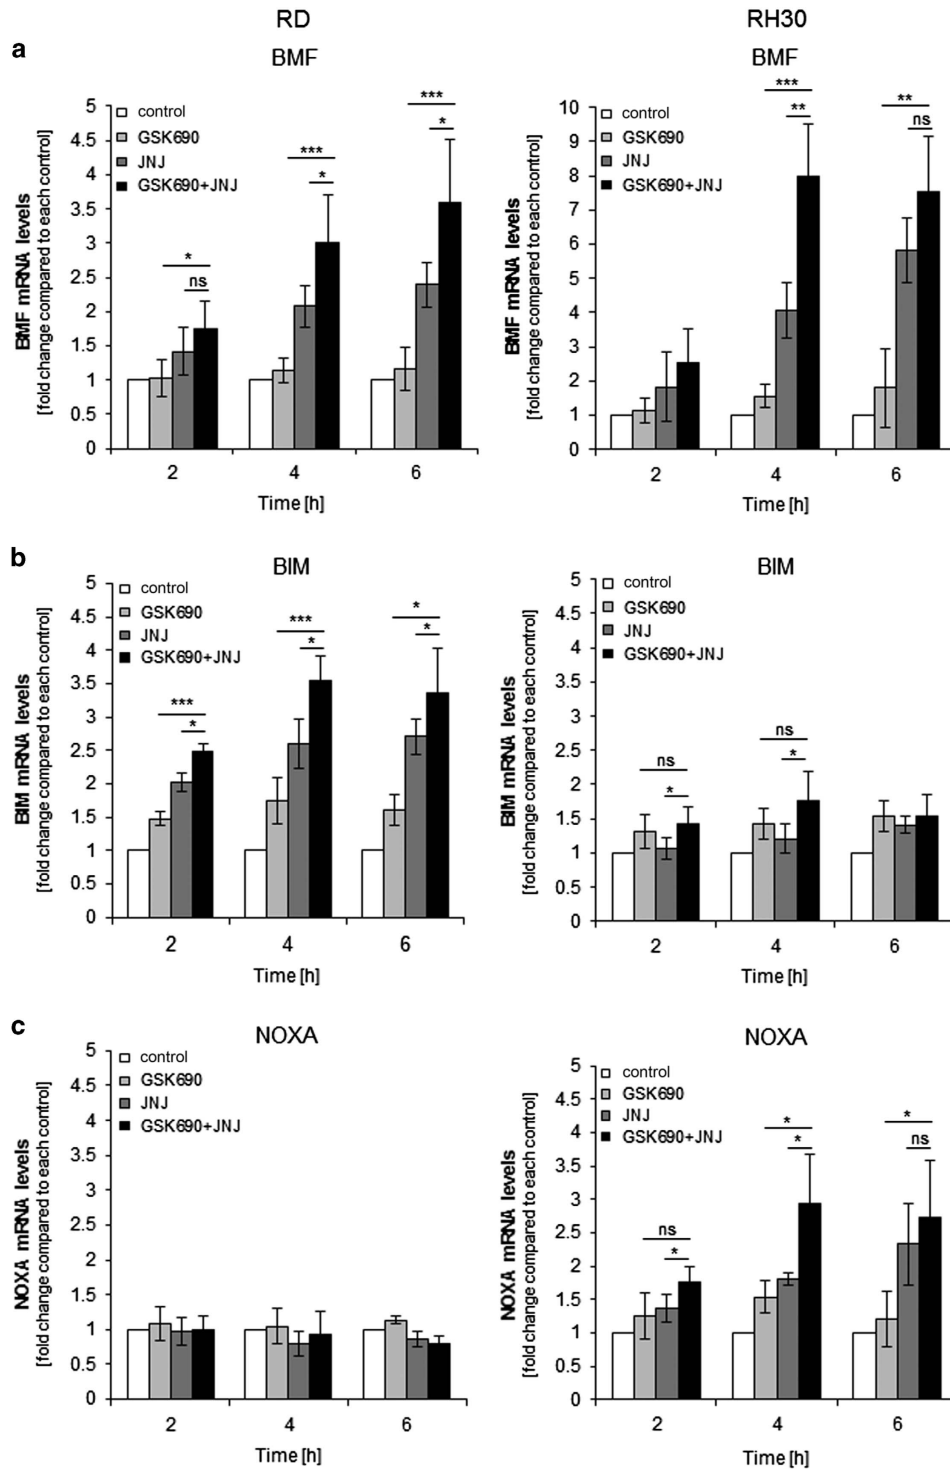 RD
RH30
a
BMF
BMF
5
4.5
4
3.5
3
2.5
2
1.5
1
0.5
0
BMF mRNA levels
[fold change compared to each control]
control
GSK690
JNJ
GSK690+JNJ
*
ns
***
*
***
*
2
4
6
Time [h]
10
9
8
7
6
5
4
3
2
1
0
BMF mRNA levels
[fold change compared to each control]
control
GSK690
JNJ
GSK690+JNJ
***
**
**
ns
2
4
6
Time [h]
b
BIM
BIM
5
4.5
4
3.5
3
2.5
2
1.5
1
0.5
0
BIM mRNA levels
[fold change compared to each control]
control
GSK690
JNJ
GSK690+JNJ
***
*
***
*
*
*
2
4
6
Time [h]
5
4.5
4
3.5
3
2.5
2
1.5
1
0.5
0
BIM mRNA levels
[fold change compared to each control]
control
GSK690
JNJ
GSK690+JNJ
ns
*
ns
*
2
4
6
Time [h]
c
NOXA
NOXA
5
4.5
4
3.5
3
2.5
2
1.5
1
0.5
0
NOXA mRNA levels
[fold change compared to each control]
control
GSK690
JNJ
GSK690+JNJ
2
4
6
Time [h]
5
4.5
4
3.5
3
2.5
2
1.5
1
0.5
0
NOXA mRNA levels
[fold change compared to each control]
control
GSK690
JNJ
GSK690+JNJ
ns
*
*
*
*
ns
2
4
6
Time [h]